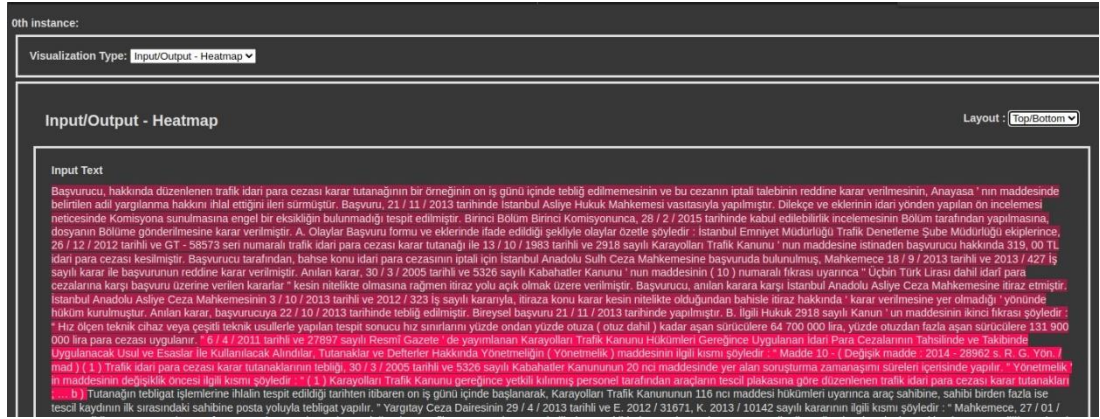 0th instance:
Visualization Type: Input/Output - Heatmap
Input/Output - Heatmap
Layout : Top/Bottom
Input Text
Başvurucu, hakkında düzenlenen trafik idari para cezası karar tutanağının bir örneğinin on iş günü içinde tebliğ edilmemesinin ve bu cezanın iptali talebinin reddine karar verilmesinin, Anayasa ' nın maddesinde
belirtilen adil yargılanma hakkını ihlal ettiğini ileri sürmüştür. Başvuru, 21 / 11 / 2013 tarihinde İstanbul Asliye Hukuk Mahkemesi vasıtasıyla yapılmıştır. Dilekçe ve eklerinin idari yönden yapılan ön incelemesi
neticesinde Komisyona sunulmasına engel bir eksikliğin bulunmadığı tespit edilmiştir. Birinci Bölüm Birinci Komisyonunca, 28 / 2 / 2015 tarihinde kabul edilebilirlik incelemesinin Bölüm tarafından yapılmasına,
dosyanın Bölüme gönderilmesine karar verilmiştir. A. Olaylar Başvuru formu ve eklerinde ifade edildiği şekliyle olaylar özetle şöyledir : İstanbul Emniyet Müdürlüğü Trafik Denetleme Şube Müdürlüğü ekiplerince,
26 / 12 / 2012 tarihli ve GT - 58573 seri numaralı trafik idari para cezası karar tutanağı ile 13 / 10 / 1983 tarihli ve 2918 sayılı Karayolları Trafik Kanunu ' nun maddesine istinaden başvurucu hakkında 319, 00 TL
idari para cezası kesilmiştir. Başvurucu tarafından, bahse konu idari para cezasının iptali için İstanbul Anadolu Sulh Ceza Mahkemesine başvuruda bulunulmuş, Mahkemece 18 / 9 / 2013 tarihli ve 2013 / 427 İş
sayılı karar ile başvurunun reddine karar verilmiştir. Anılan karar, 30 / 3 / 2005 tarihli ve 5326 sayılı Kabahatler Kanunu ' nun maddesinin ( 10 ) numaralı fıkrası uyarınca " Üçbin Türk Lirası dahil idarî para
cezalarına karşı başvuru üzerine verilen kararlar " kesin nitelikte olmasına rağmen itiraz yolu açık olmak üzere verilmiştir. Başvurucu, anılan karara karşı İstanbul Anadolu Asliye Ceza Mahkemesine itiraz etmiştir.
İstanbul Anadolu Asliye Ceza Mahkemesinin 3 / 10 / 2013 tarihli ve 2012 / 323 İş sayılı kararıyla, itiraza konu karar kesin nitelikte olduğundan bahisle itiraz hakkında ' karar verilmesine yer olmadığı ' yönünde
hüküm kurulmuştur. Anılan karar, başvurucuya 22 / 10 / 2013 tarihinde tebliğ edilmiştir. Bireysel başvuru 21 / 11 / 2013 tarihinde yapılmıştır. B. İlgili Hukuk 2918 sayılı Kanun ' un maddesinin ikinci fıkrası şöyledir :
" Hız ölçen teknik cihaz veya çeşitli teknik usullerle yapılan tespit sonucu hız sınırlarını yüzde ondan yüzde otuza ( otuz dahil ) kadar aşan sürücülere 64 700 000 lira, yüzde otuzdan fazla aşan sürücülere 131 900
000 lira para cezası uygulanır. " 6 / 4 / 2011 tarihli ve 27897 sayılı Resmî Gazete ' de yayımlanan Karayolları Trafik Kanunu Hükümleri Gereğince Uygulanan İdari Para Cezalarının Tahsilinde ve Takibinde
Uygulanacak Usul ve Esaslar İle Kullanılacak Alındılar, Tutanaklar ve Defterler Hakkında Yönetmeliğin ( Yönetmelik ) maddesinin ilgili kısmı şöyledir : " Madde 10 - ( Değişik madde : 2014 - 28962 s. R. G. Yön. /
mad ) ( 1 ) Trafik idari para cezası karar tutanaklarının tebliği, 30 / 3 / 2005 tarihli ve 5326 sayılı Kabahatler Kanununun 20 nci maddesinde yer alan soruşturma zamanaşımı süreleri içerisinde yapılır. " Yönetmelik '
in maddesinin değişiklik öncesi ilgili kısmı şöyledir : " ( 1 ) Karayolları Trafik Kanunu gereğince yetkili kılınmış personel tarafından araçların tescil plakasına göre düzenlenen trafik idari para cezası karar tutanakları
; … b ) Tutanağın tebligat işlemlerine ihlalin tespit edildiği tarihten itibaren on iş günü içinde başlanarak, Karayolları Trafik Kanununun 116 ncı maddesi hükümleri uyarınca araç sahibine, sahibi birden fazla ise
tescil kaydının ilk sırasındaki sahibine posta yoluyla tebligat yapılır. " Yargıtay Ceza Dairesinin 29 / 4 / 2013 tarihli ve E. 2012 / 31671, K. 2013 / 10142 sayılı kararının ilgili kısmı şöyledir : " Mahkemece, 27 / 01 /